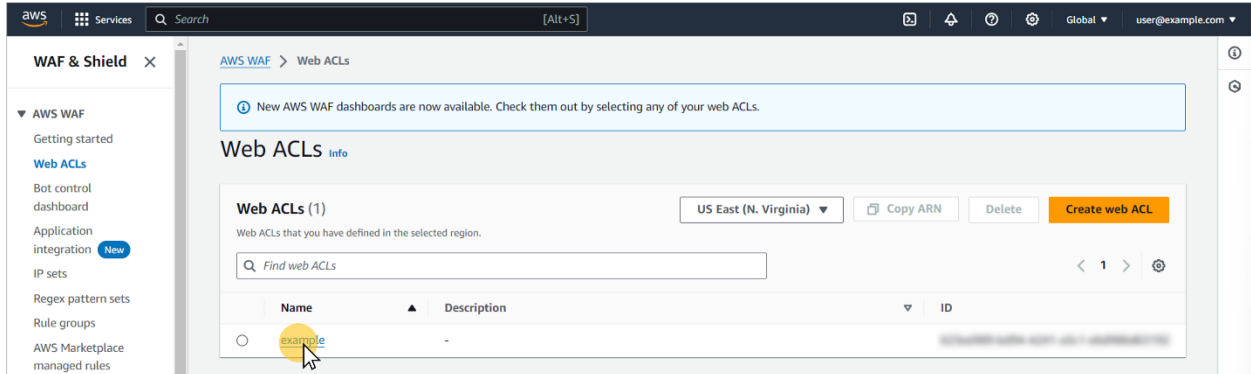 aws
Services
Search
[Alt+S]
Global
user@example.com
WAF & Shield
AWS WAF
Getting started
Web ACLs
Bot control
dashboard
Application
integration New
IP sets
Regex pattern sets
Rule groups
AWS Marketplace
managed rules
AWS WAF > Web ACLs
New AWS WAF dashboards are now available. Check them out by selecting any of your web ACLs.
Web ACLs Info
Web ACLs (1)
Web ACLs that you have defined in the selected region.
US East (N. Virginia)
Copy ARN
Delete
Create web ACL
Find web ACLs
1
Name Description ID
example -